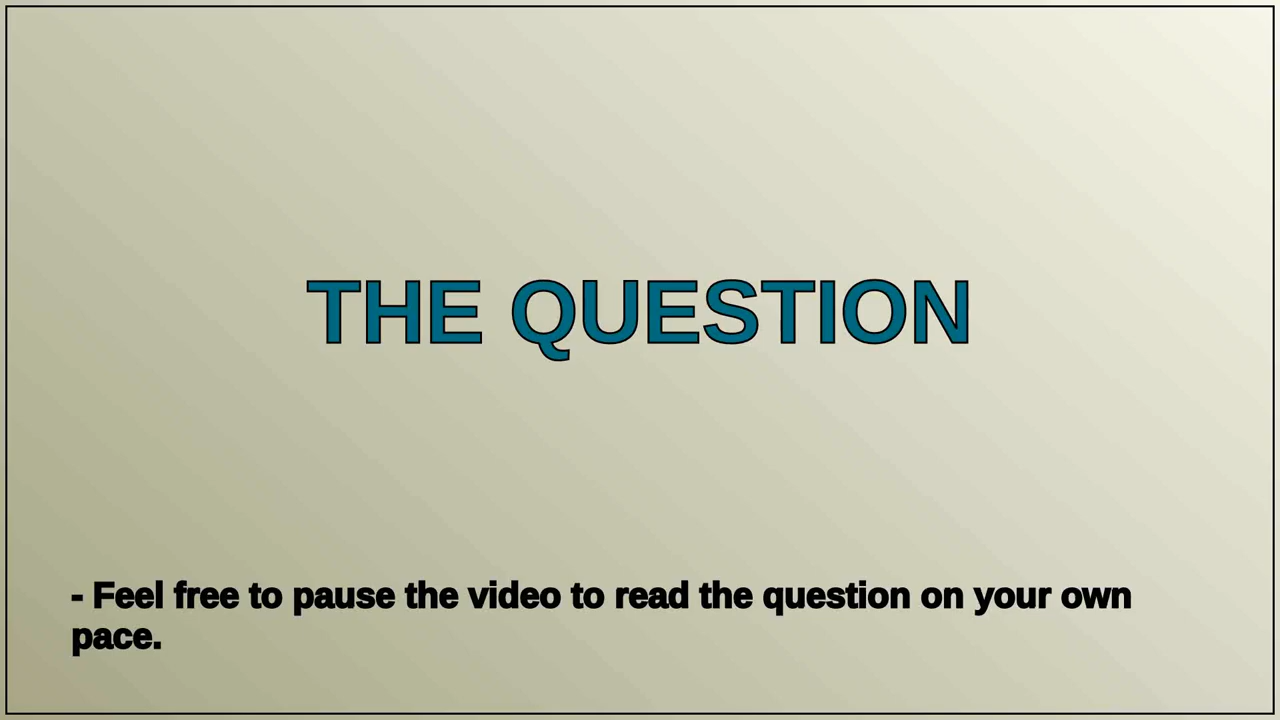 THE QUESTION
- Feel free to pause the video to read the question on your own
pace.